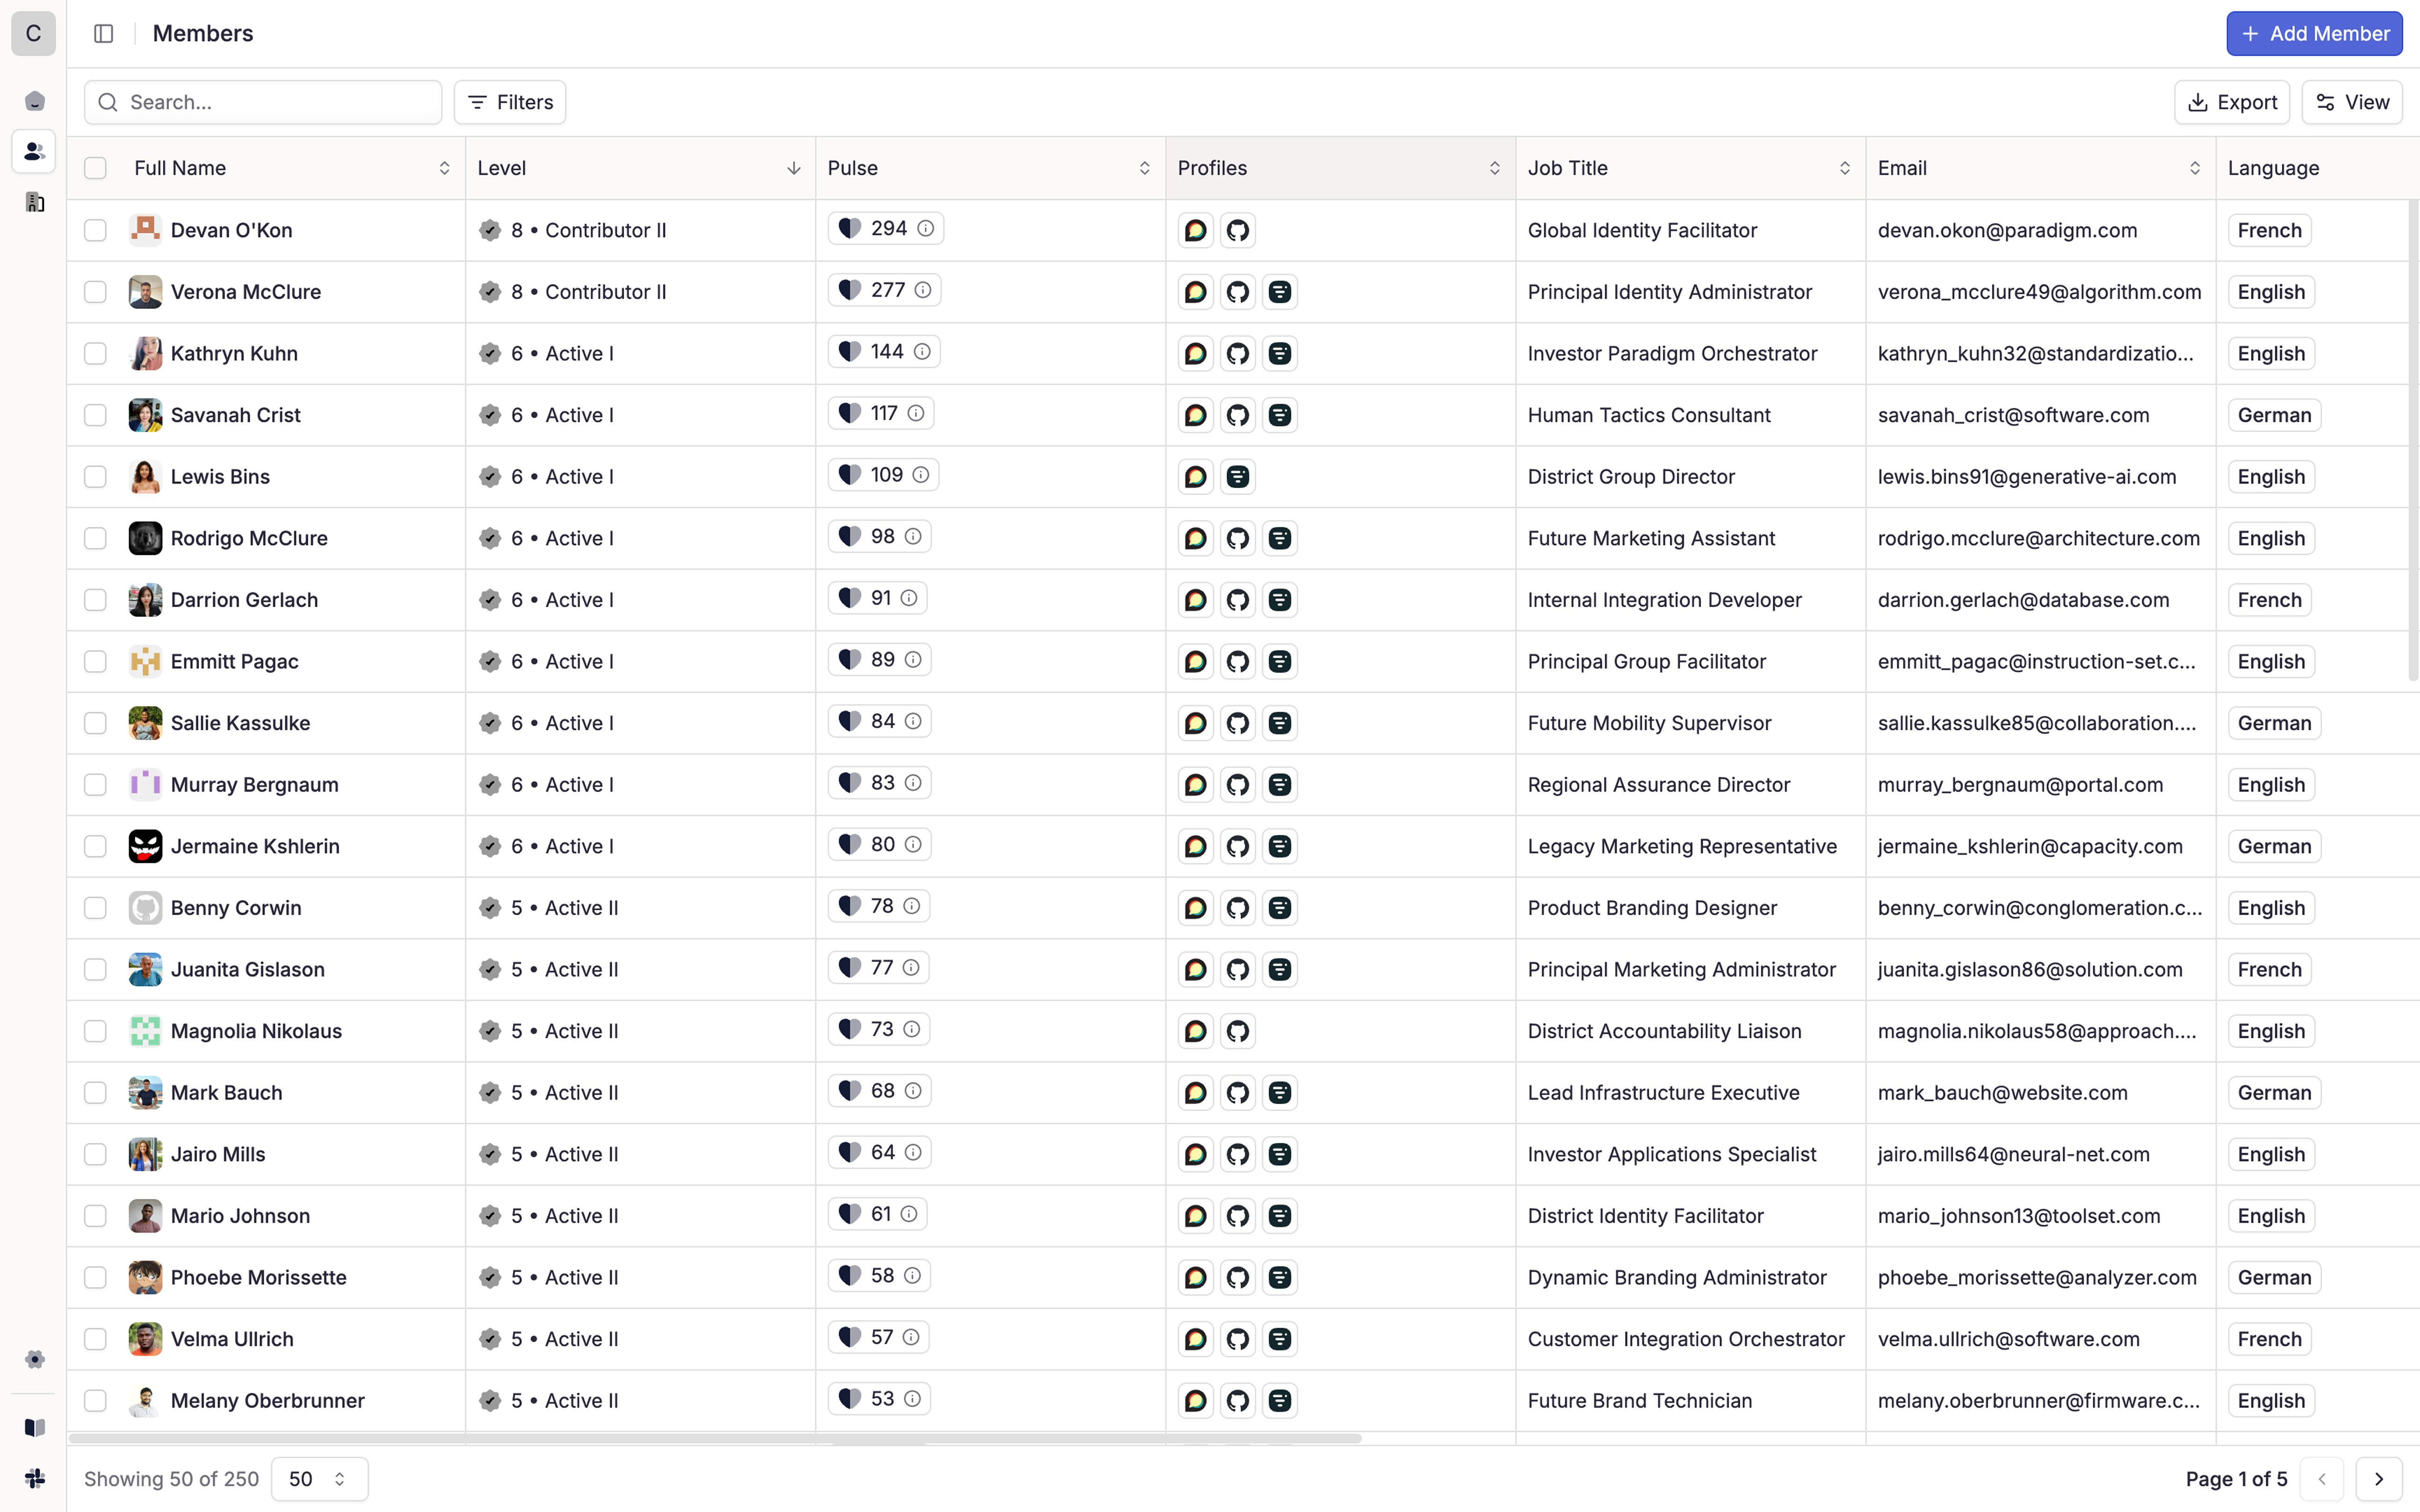 C Members + Add Member
Search... Filters Export View
Full Name Level Pulse Profiles Job Title Email Language
Devan O'Kon 8 • Contributor II 294 Global Identity Facilitator devan.okon@paradigm.com French
Verona McClure 8 • Contributor II 277 Principal Identity Administrator verona_mcclure49@algorithm.com English
Kathryn Kuhn 6 • Active I 144 Investor Paradigm Orchestrator kathryn_kuhn32@standardizatio... English
Savanah Crist 6 • Active I 117 Human Tactics Consultant savanah_crist@software.com German
Lewis Bins 6 • Active I 109 District Group Director lewis.bins91@generative-ai.com English
Rodrigo McClure 6 • Active I 98 Future Marketing Assistant rodrigo.mcclure@architecture.com English
Darrion Gerlach 6 • Active I 91 Internal Integration Developer darrion.gerlach@database.com French
Emmitt Pagac 6 • Active I 89 Principal Group Facilitator emmitt_pagac@instruction-set.c... English
Sallie Kassulke 6 • Active I 84 Future Mobility Supervisor sallie.kassulke85@collaboration.... German
Murray Bergnaum 6 • Active I 83 Regional Assurance Director murray_bergnaum@portal.com English
Jermaine Kshlerin 6 • Active I 80 Legacy Marketing Representative jermaine_kshlerin@capacity.com German
Benny Corwin 5 • Active II 78 Product Branding Designer benny_corwin@conglomeration.c... English
Juanita Gislason 5 • Active II 77 Principal Marketing Administrator juanita.gislason86@solution.com French
Magnolia Nikolaus 5 • Active II 73 District Accountability Liaison magnolia.nikolaus58@approach.... English
Mark Bauch 5 • Active II 68 Lead Infrastructure Executive mark_bauch@website.com German
Jairo Mills 5 • Active II 64 Investor Applications Specialist jairo.mills64@neural-net.com English
Mario Johnson 5 • Active II 61 District Identity Facilitator mario_johnson13@toolset.com English
Phoebe Morissette 5 • Active II 58 Dynamic Branding Administrator phoebe_morissette@analyzer.com German
Velma Ullrich 5 • Active II 57 Customer Integration Orchestrator velma.ullrich@software.com French
Melany Oberbrunner 5 • Active II 53 Future Brand Technician melany.oberbrunner@firmware.c... English
Showing 50 of 250 50 Page 1 of 5